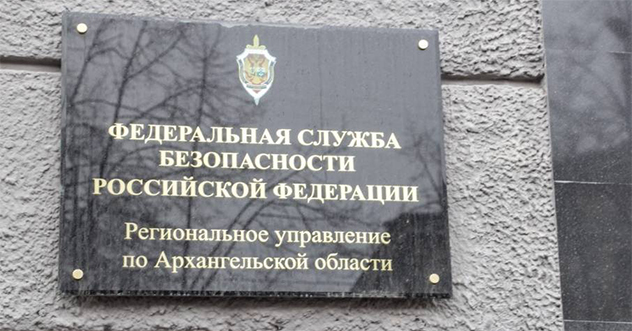 ФЕДЕРАЛЬНАЯ СЛУЖБА
БЕЗОПАСНОСТИ
РОССИЙСКОЙ ФЕДЕРАЦИИ
Региональное управление
по Архангельской области